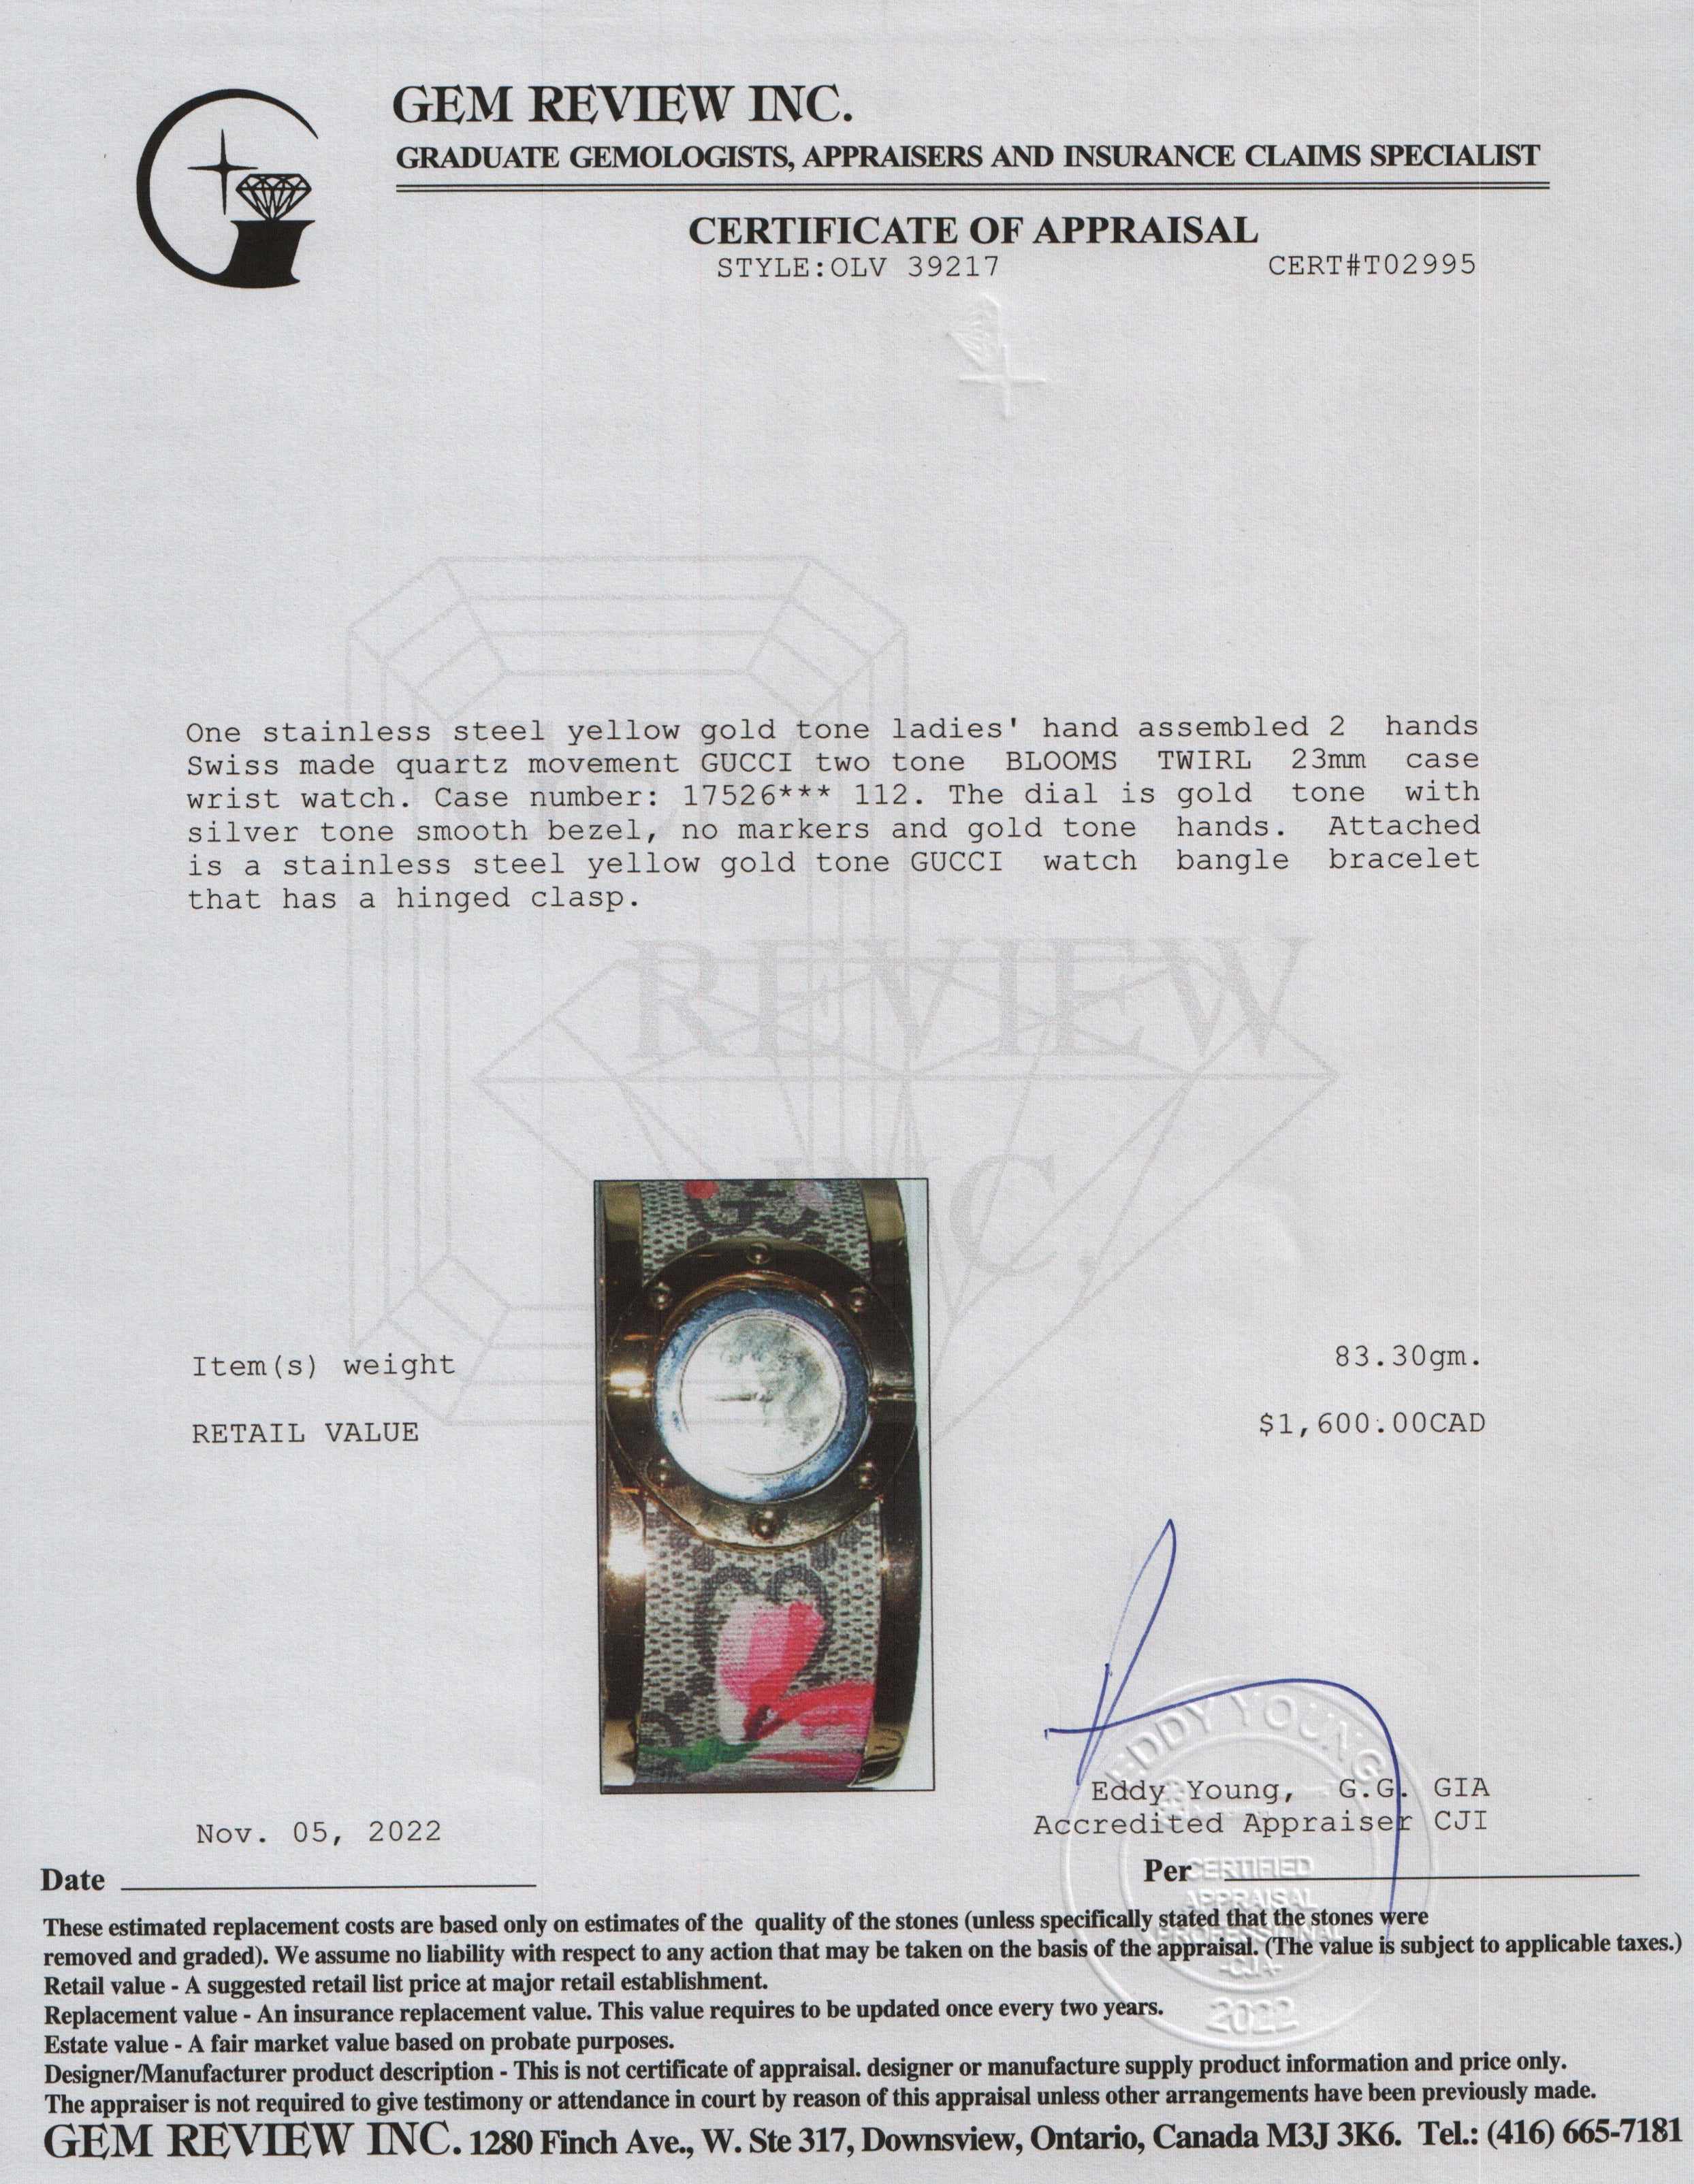 GEM REVIEW INC.
GRADUATE GEMOLOGISTS, APPRAISERS AND INSURANCE CLAIMS SPECIALIST
CERTIFICATE OF APPRAISAL
STYLE:OLV 39217 CERT#T02995
One stainless steel yellow gold tone ladies' hand assembled 2 hands
Swiss made quartz movement GUCCI two tone BLOOMS TWIRL 23mm case
wrist watch. Case number: 17526*** 112. The dial is gold tone with
silver tone smooth bezel, no markers and gold tone hands. Attached
is a stainless steel yellow gold tone GUCCI watch bangle bracelet
that has a hinged clasp.
REVIEW
INC.
Item(s) weight 83.30gm.
RETAIL VALUE $1,600.00CAD
EDDY YOUNG
Eddy Young, G.G. GIA
Accredited Appraiser CJI
Nov. 05, 2022
Date
Per
CERTIFIED
APPRAISAL
PROFESSIONAL
-CJA-
2022
These estimated replacement costs are based only on estimates of the quality of the stones (unless specifically stated that the stones were
removed and graded). We assume no liability with respect to any action that may be taken on the basis of the appraisal. (The value is subject to applicable taxes.)
Retail value - A suggested retail list price at major retail establishment.
Replacement value - An insurance replacement value. This value requires to be updated once every two years.
Estate value - A fair market value based on probate purposes.
Designer/Manufacturer product description - This is not certificate of appraisal. designer or manufacture supply product information and price only.
The appraiser is not required to give testimony or attendance in court by reason of this appraisal unless other arrangements have been previously made.
GEM REVIEW INC. 1280 Finch Ave., W. Ste 317, Downsview, Ontario, Canada M3J 3K6. Tel.: (416) 665-7181